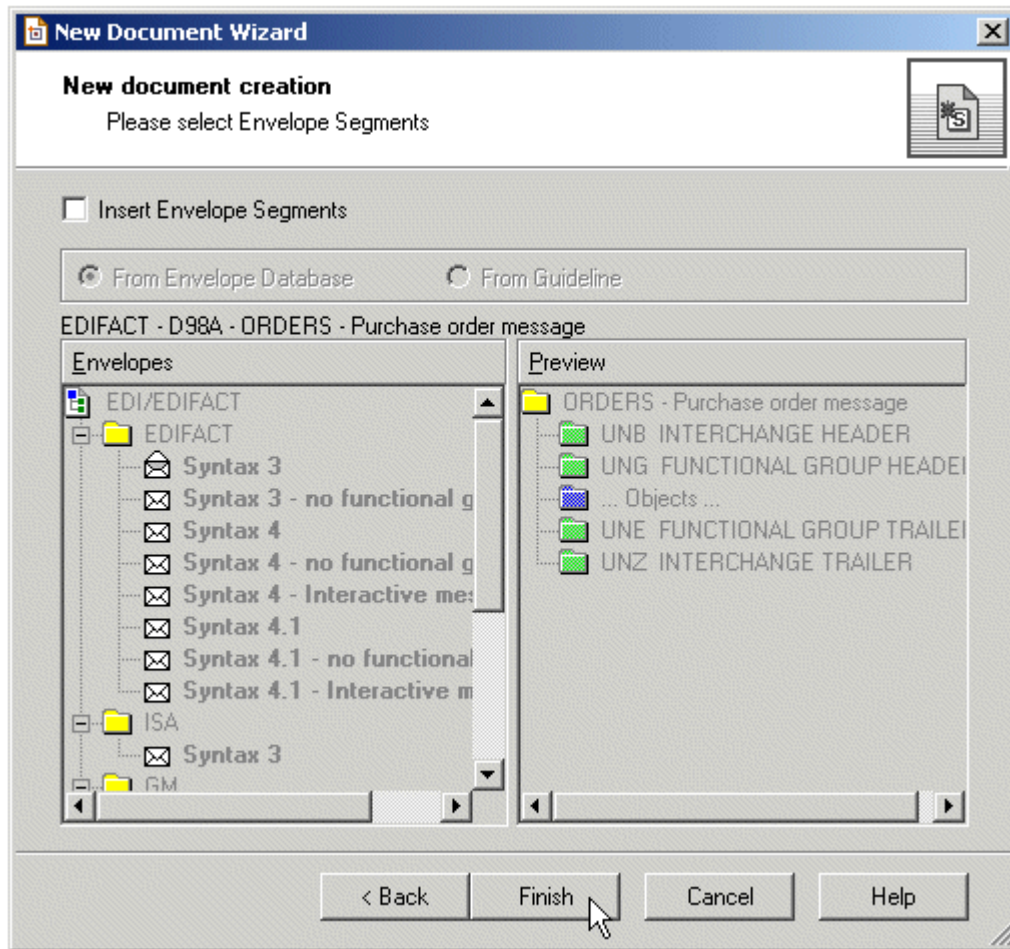 New Document Wizard
New document creation
Please select Envelope Segments
Insert Envelope Segments
From Envelope Database From Guideline
EDIFACT - D98A - ORDERS - Purchase order message
Envelopes
EDI/EDIFACT
EDIFACT
Syntax 3
Syntax 3 - no functional g
Syntax 4
Syntax 4 - no functional g
Syntax 4 - Interactive mes
Syntax 4.1
Syntax 4.1 - no functional
Syntax 4.1 - Interactive m
ISA
Syntax 3
GM
Preview
ORDERS - Purchase order message
UNB INTERCHANGE HEADER
UNG FUNCTIONAL GROUP HEADE
... Objects ...
UNE FUNCTIONAL GROUP TRAILE
UNZ INTERCHANGE TRAILER
< Back Finish Cancel Help